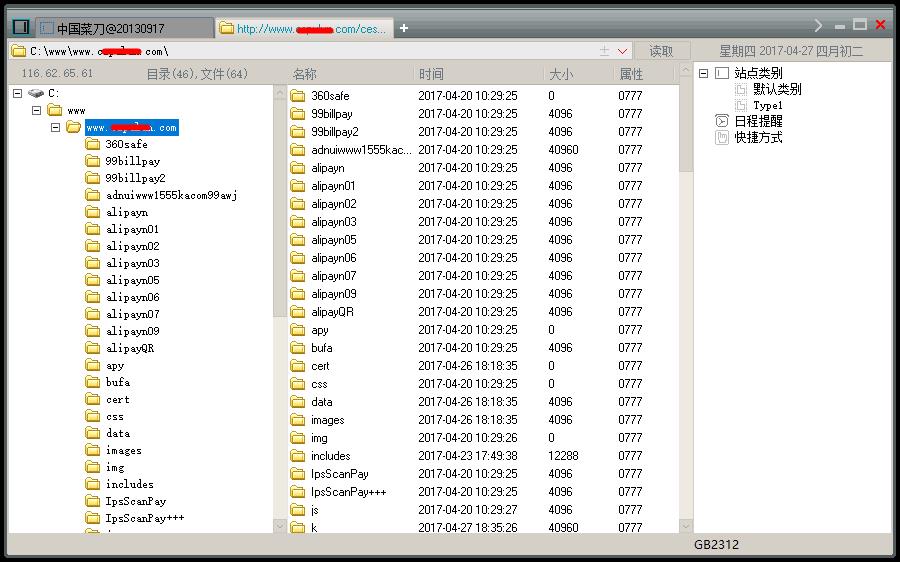 中国菜刀@20130917
http://www. .com/ces...
C:\www\www. .com\
读取
星期四 2017-04-27 四月初二
116.62.65.61 目录(46),文件(64)
名称 时间 大小 属性
C:
www
www. .com
360safe
99billpay
99billpay2
adnuiwww1555kacom99awj
alipayn
alipayn01
alipayn02
alipayn03
alipayn05
alipayn06
alipayn07
alipayn09
alipayQR
apy
bufa
cert
css
data
images
img
includes
IpsScanPay
IpsScanPay+++
360safe 2017-04-20 10:29:25 0 0777
99billpay 2017-04-20 10:29:25 4096 0777
99billpay2 2017-04-20 10:29:25 4096 0777
adnuiwww1555kac... 2017-04-20 10:29:25 40960 0777
alipayn 2017-04-20 10:29:25 4096 0777
alipayn01 2017-04-20 10:29:25 4096 0777
alipayn02 2017-04-20 10:29:25 4096 0777
alipayn03 2017-04-20 10:29:25 4096 0777
alipayn05 2017-04-20 10:29:25 4096 0777
alipayn06 2017-04-20 10:29:25 4096 0777
alipayn07 2017-04-20 10:29:25 4096 0777
alipayn09 2017-04-20 10:29:25 4096 0777
alipayQR 2017-04-20 10:29:25 4096 0777
apy 2017-04-20 10:29:25 0 0777
bufa 2017-04-20 10:29:25 4096 0777
cert 2017-04-26 18:18:35 0 0777
css 2017-04-20 10:29:25 0 0777
data 2017-04-26 18:18:35 4096 0777
images 2017-04-26 18:18:35 4096 0777
img 2017-04-20 10:29:26 0 0777
includes 2017-04-23 17:49:38 12288 0777
IpsScanPay 2017-04-20 10:29:25 4096 0777
IpsScanPay+++ 2017-04-20 10:29:25 4096 0777
js 2017-04-20 10:29:27 4096 0777
k 2017-04-27 18:35:26 40960 0777
站点类别
默认类别
Type1
日程提醒
快捷方式
GB2312